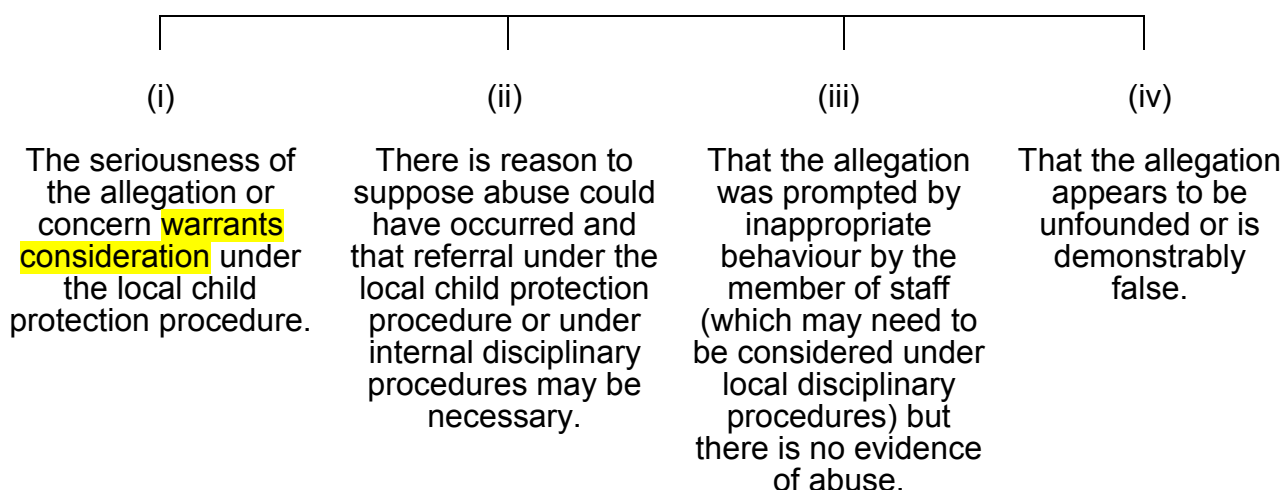 (i)
The seriousness of
the allegation or
concern warrants
consideration under
the local child
protection procedure.
(ii)
There is reason to
suppose abuse could
have occurred and
that referral under the
local child protection
procedure or under
internal disciplinary
procedures may be
necessary.
(iii)
That the allegation
was prompted by
inappropriate
behaviour by the
member of staff
(which may need to
be considered under
local disciplinary
procedures) but
there is no evidence
of abuse.
(iv)
That the allegation
appears to be
unfounded or is
demonstrably
false.